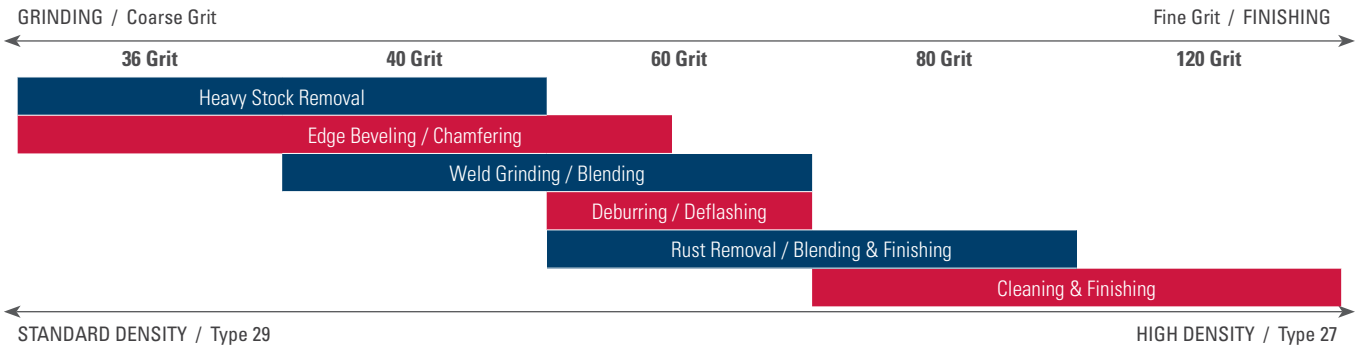 GRINDING / Coarse Grit Fine Grit / FINISHING
36 Grit 40 Grit 60 Grit 80 Grit 120 Grit
Heavy Stock Removal
Edge Beveling / Chamfering
Weld Grinding / Blending
Deburring / Deflashing
Rust Removal / Blending & Finishing
Cleaning & Finishing
STANDARD DENSITY / Type 29 HIGH DENSITY / Type 27